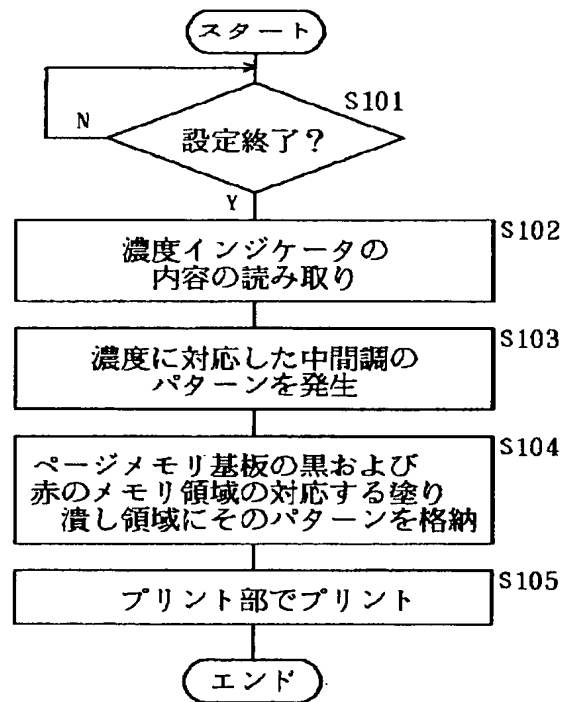 スタート
S101
設定終了?
N
Y
S102
濃度インジケータの
内容の読み取り
S103
濃度に対応した中間調の
パターンを発生
S104
ページメモリ基板の黒および
赤のメモリ領域の対応する塗り
潰し領域にそのパターンを格納
S105
プリント部でプリント
エンド